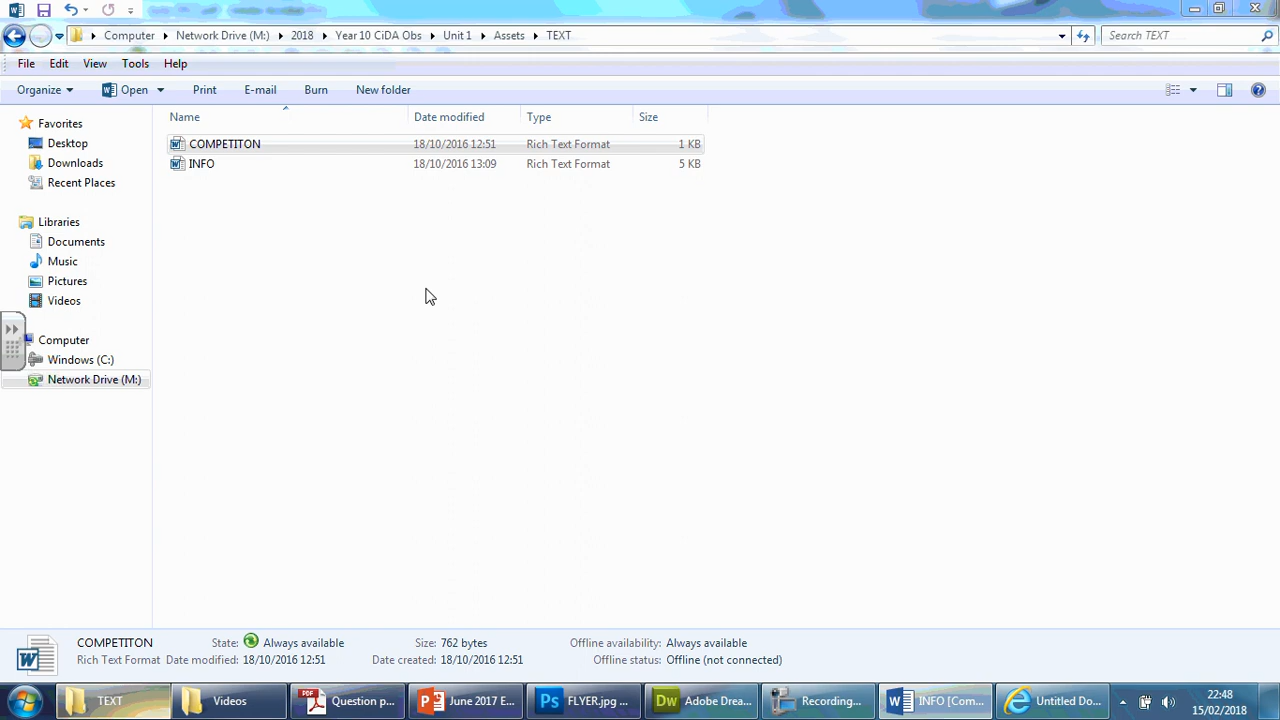 Computer Network Drive (M:) 2018 Year 10 CiDA Obs Unit 1 Assets TEXT Search TEXT
File Edit View Tools Help
Organize Open Print E-mail Burn New folder
Name Date modified Type Size
COMPETITON 18/10/2016 12:51 Rich Text Format 1 KB
INFO 18/10/2016 13:09 Rich Text Format 5 KB
Favorites
Desktop
Downloads
Recent Places
Libraries
Documents
Music
Pictures
Videos
Computer
Windows (C:)
Network Drive (M:)
COMPETITON State: Always available Size: 762 bytes Offline availability: Always available
Rich Text Format Date modified: 18/10/2016 12:51 Date created: 18/10/2016 12:51 Offline status: Offline (not connected)
TEXT Videos Question p... June 2017 E... FLYER.jpg ... Adobe Drea... Recording... INFO [Com... Untitled Do... 22:48
15/02/2018